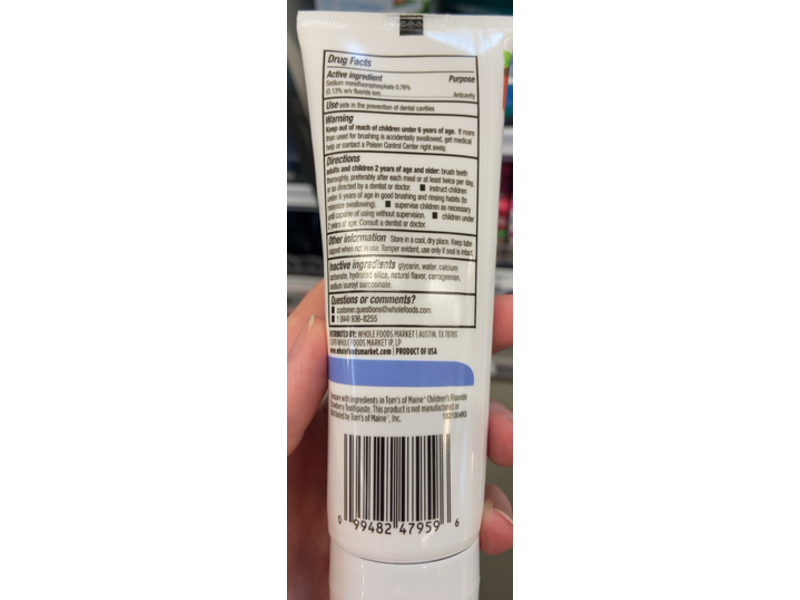 Drug Facts
Active ingredient Purpose
Sodium monofluorophosphate 0.76%
(0.13% w/v fluoride ion). Anticavity
Use aids in the prevention of dental cavities
Warning
Keep out of reach of children under 6 years of age. If more
than used for brushing is accidentally swallowed, get medical
help or contact a Poison Control Center right away.
Directions
adults and children 2 years of age and older: brush teeth
thoroughly, preferably after each meal or at least twice per day,
or as directed by a dentist or doctor. ■ instruct children
under 6 years of age in good brushing and rinsing habits (to
minimize swallowing). ■ supervise children as necessary
until capable of using without supervision. ■ children under
2 years of age: Consult a dentist or doctor.
Other information Store in a cool, dry place. Keep tube
capped when not in use. Tamper evident, use only if seal is intact.
Inactive ingredients glycerin, water, calcium
carbonate, hydrated silica, natural flavor, carrageenan,
sodium lauroyl sarcosinate.
Questions or comments?
■ customer.questions@wholefoods.com
■ 1 (844) 936-8255
DISTRIBUTED BY: WHOLE FOODS MARKET | AUSTIN, TX 78703
WHOLE FOODS MARKET IP, LP
www.wholefoodsmarket.com | PRODUCT OF USA
Compare with ingredients in Tom's of Maine® Children's Fluoride
Strawberry Toothpaste. This product is not manufactured or
distributed by Tom's of Maine®, Inc.
0 99482 47959 6